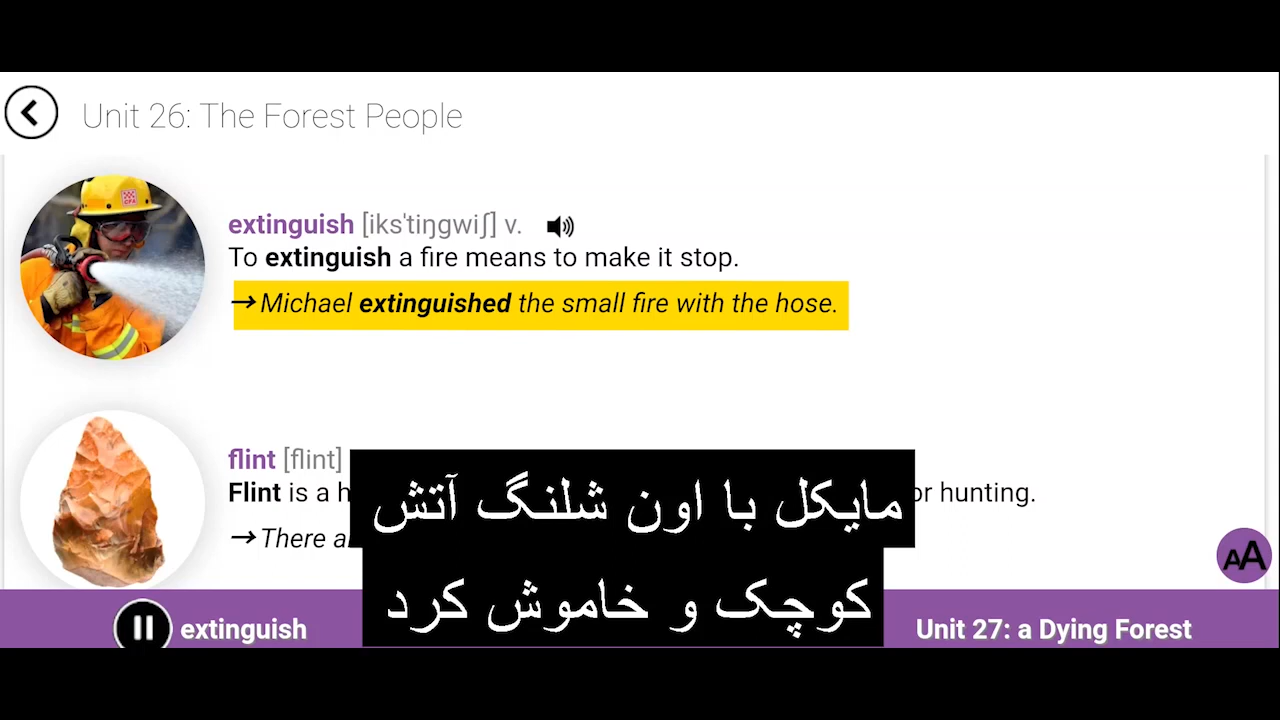 Unit 26: The Forest People
extinguish [iks'tiŋgwiʃ] v.
To extinguish a fire means to make it stop.
→ Michael extinguished the small fire with the hose.
flint [flint]
Flint is a h
or hunting.
→ There a
مایکل با اون شلنگ آتش
کوچک و خاموش کرد
AA
extinguish
Unit 27: a Dying Forest